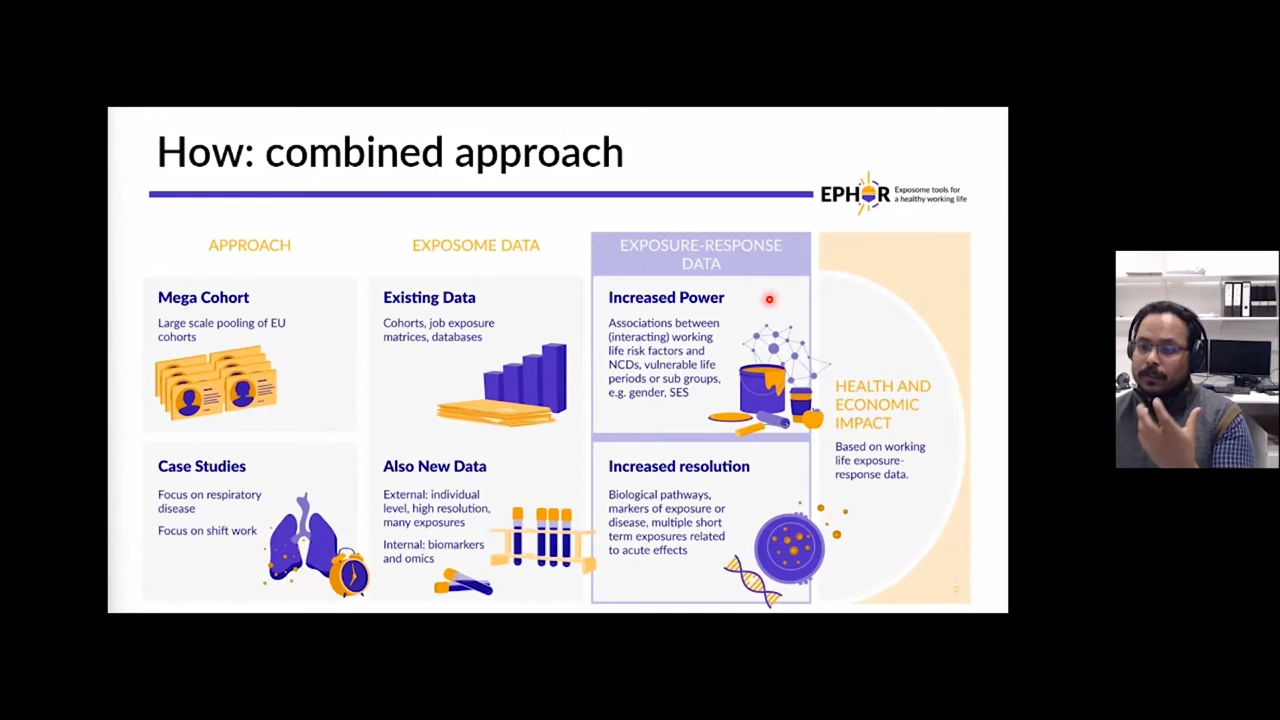 How: combined approach
EPHOR
Exposome tools for
a healthy working life
APPROACH
Mega Cohort
Large scale pooling of EU
cohorts
Case Studies
Focus on respiratory
disease
Focus on shift work
EXPOSOME DATA
Existing Data
Cohorts, job exposure
matrices, databases
Also New Data
External: individual
level, high resolution,
many exposures
Internal: biomarkers
and omics
EXPOSURE-RESPONSE
DATA
Increased Power
Associations between
(interacting) working
life risk factors and
NCDs, vulnerable life
periods or sub groups,
e.g. gender, SES
Increased resolution
Biological pathways,
markers of exposure or
disease, multiple short
term exposures related
to acute effects
HEALTH AND
ECONOMIC
IMPACT
Based on working
life exposure-
response data.